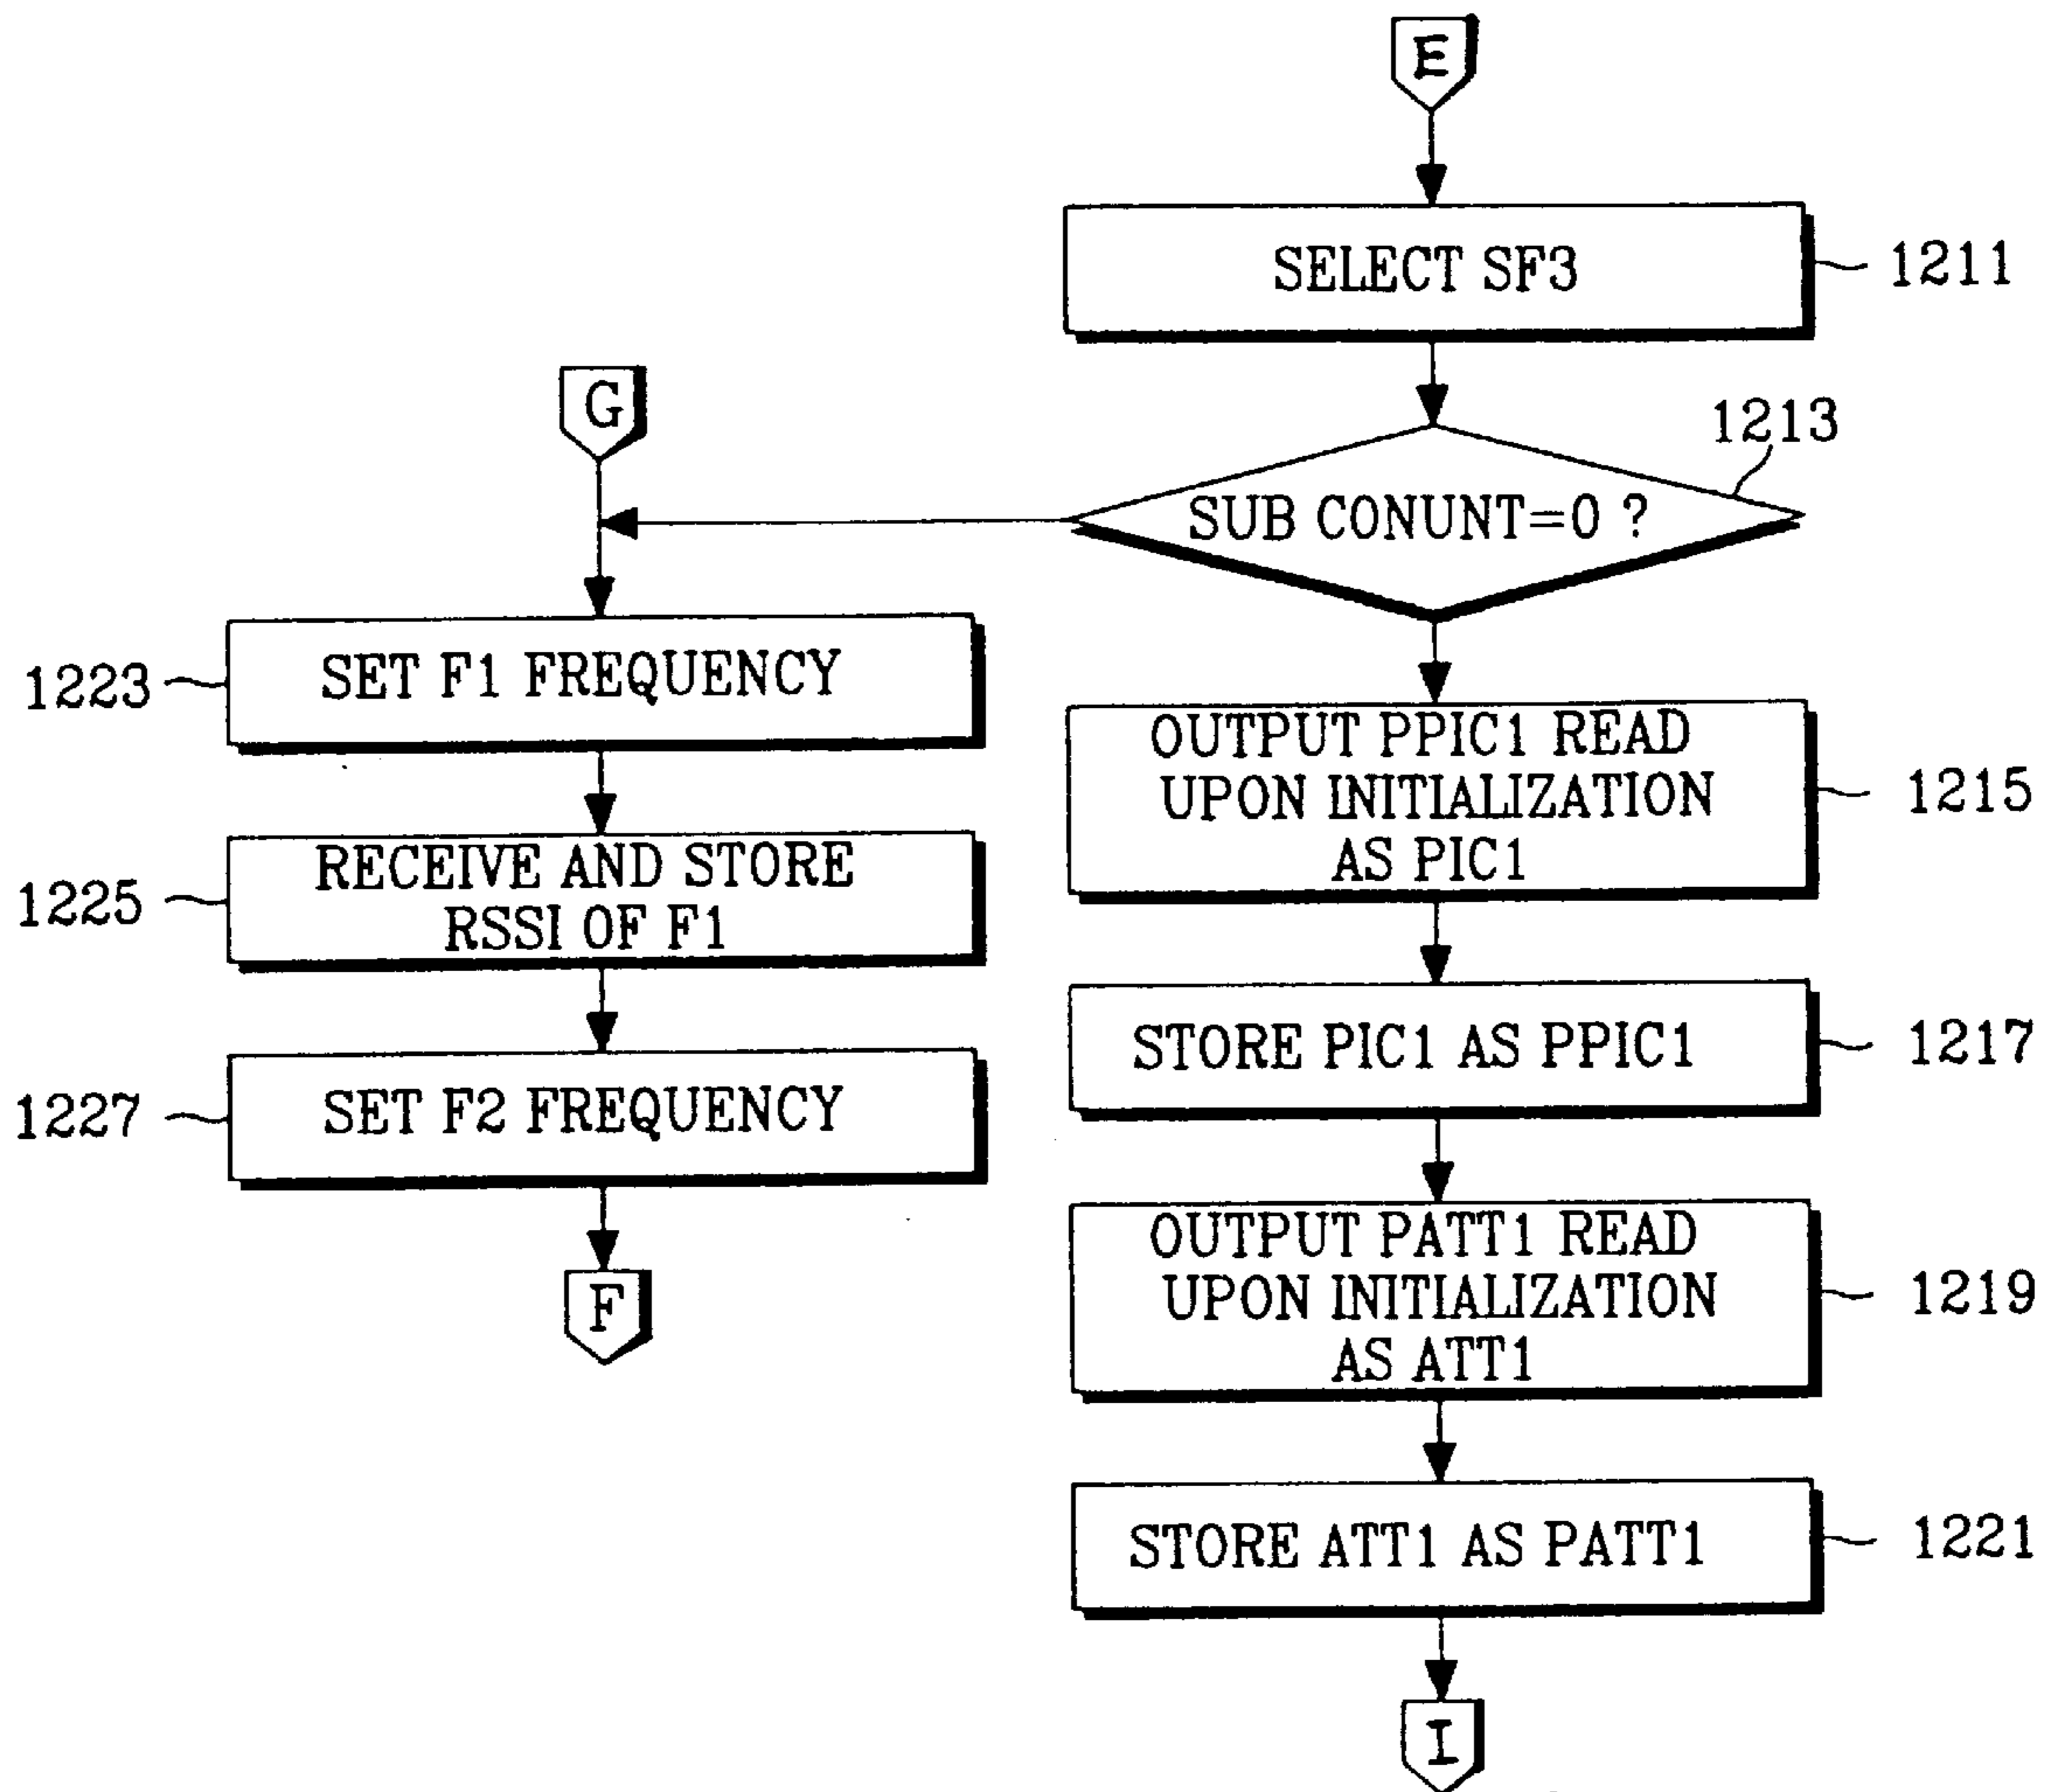 E
SELECT SF3
1211
G
1213
SUB CONUNT=0 ?
SET F1 FREQUENCY
1223
OUTPUT PPIC1 READ
UPON INITIALIZATION
AS PIC1
1215
RECEIVE AND STORE
RSSI OF F1
1225
STORE PIC1 AS PPIC1
1217
SET F2 FREQUENCY
1227
OUTPUT PATT1 READ
UPON INITIALIZATION
AS ATT1
1219
F
STORE ATT1 AS PATT1
1221
I